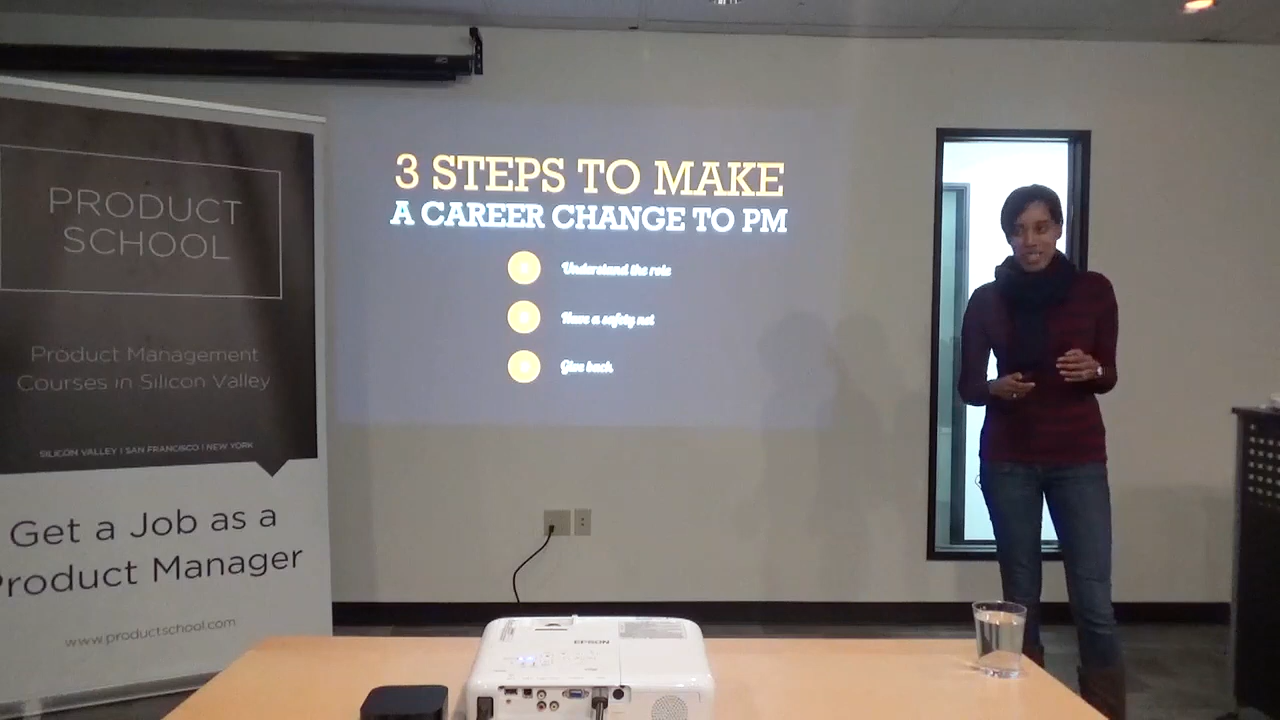 PRODUCT
SCHOOL
Product Management
Courses in Silicon Valley
SILICON VALLEY | SAN FRANCISCO | NEW YORK
Get a Job as a
Product Manager
www.productschool.com
3 STEPS TO MAKE
A CAREER CHANGE TO PM
Understand the role
Have a safety net
Give back
EPSON